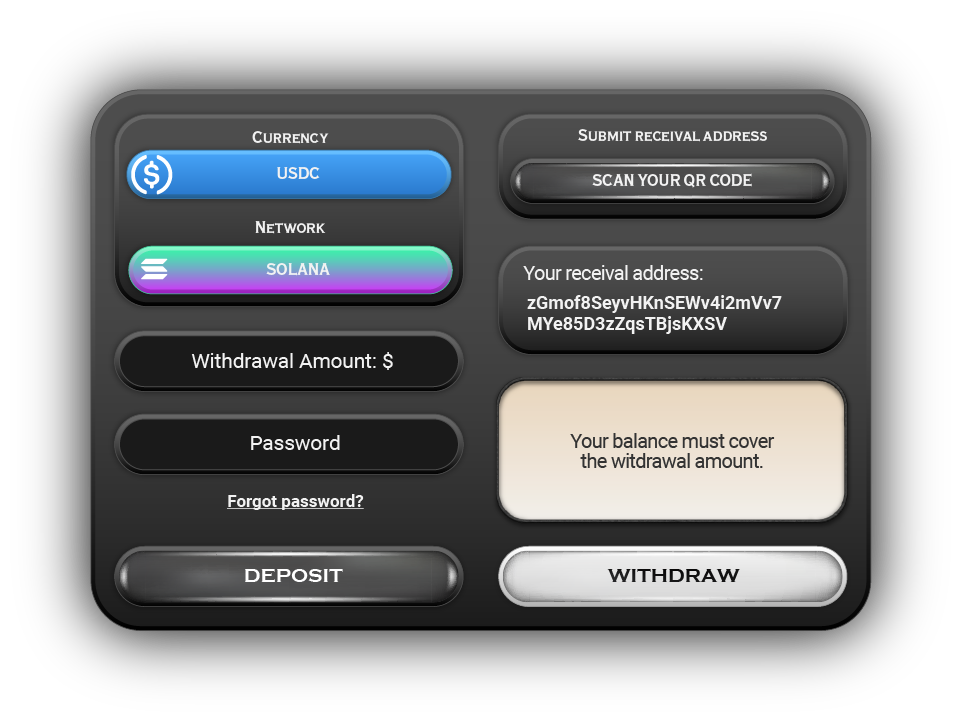 Currency
USDC
Network
SOLANA
Withdrawal Amount: $
Password
Forgot password?
DEPOSIT
Submit receival address
SCAN YOUR QR CODE
Your receival address:
zGmof8SeyvHKnSEWv4i2mVv7
MYe85D3zZqsTBjsKXSV
Your balance must cover
the witdrawal amount.
WITHDRAW